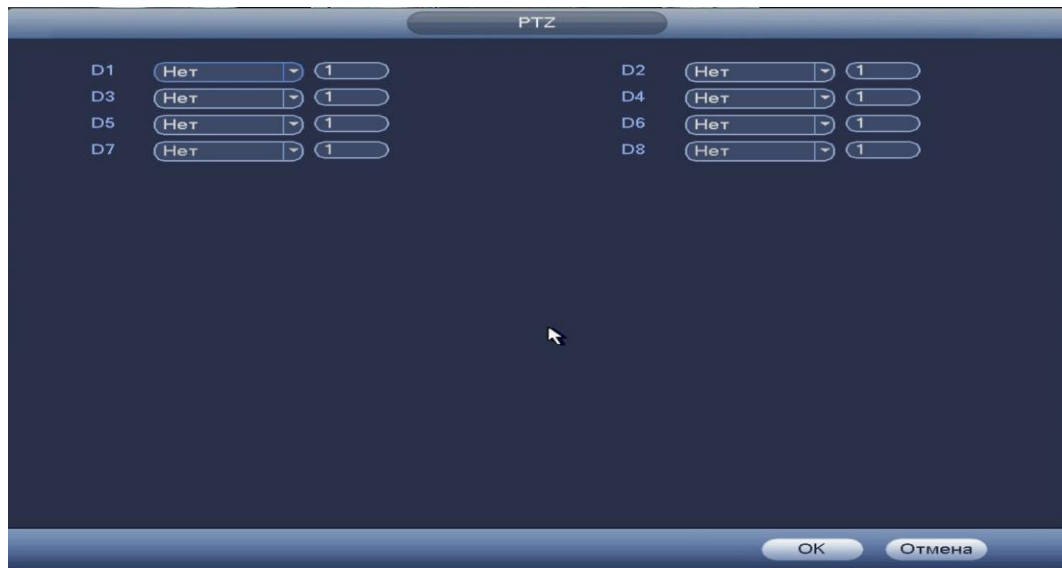 PTZ
D1 Нет 1 D2 Нет 1
D3 Нет 1 D4 Нет 1
D5 Нет 1 D6 Нет 1
D7 Нет 1 D8 Нет 1
OK Отмена